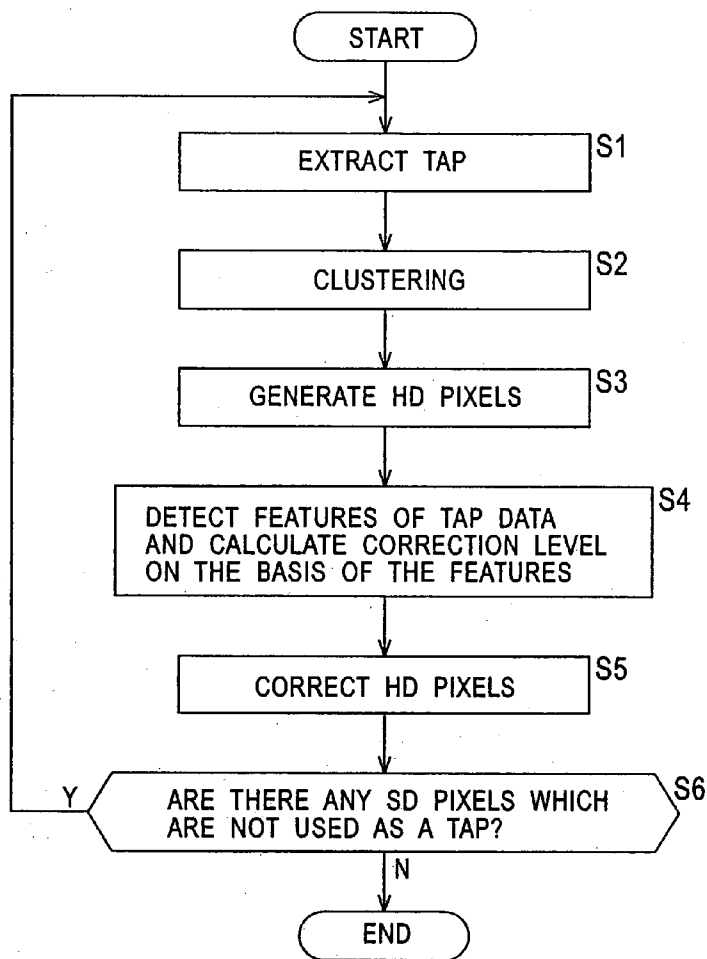 START
EXTRACT TAP
S1
CLUSTERING
S2
GENERATE HD PIXELS
S3
DETECT FEATURES OF TAP DATA
AND CALCULATE CORRECTION LEVEL
ON THE BASIS OF THE FEATURES
S4
CORRECT HD PIXELS
S5
ARE THERE ANY SD PIXELS WHICH
ARE NOT USED AS A TAP?
S6
Y
N
END